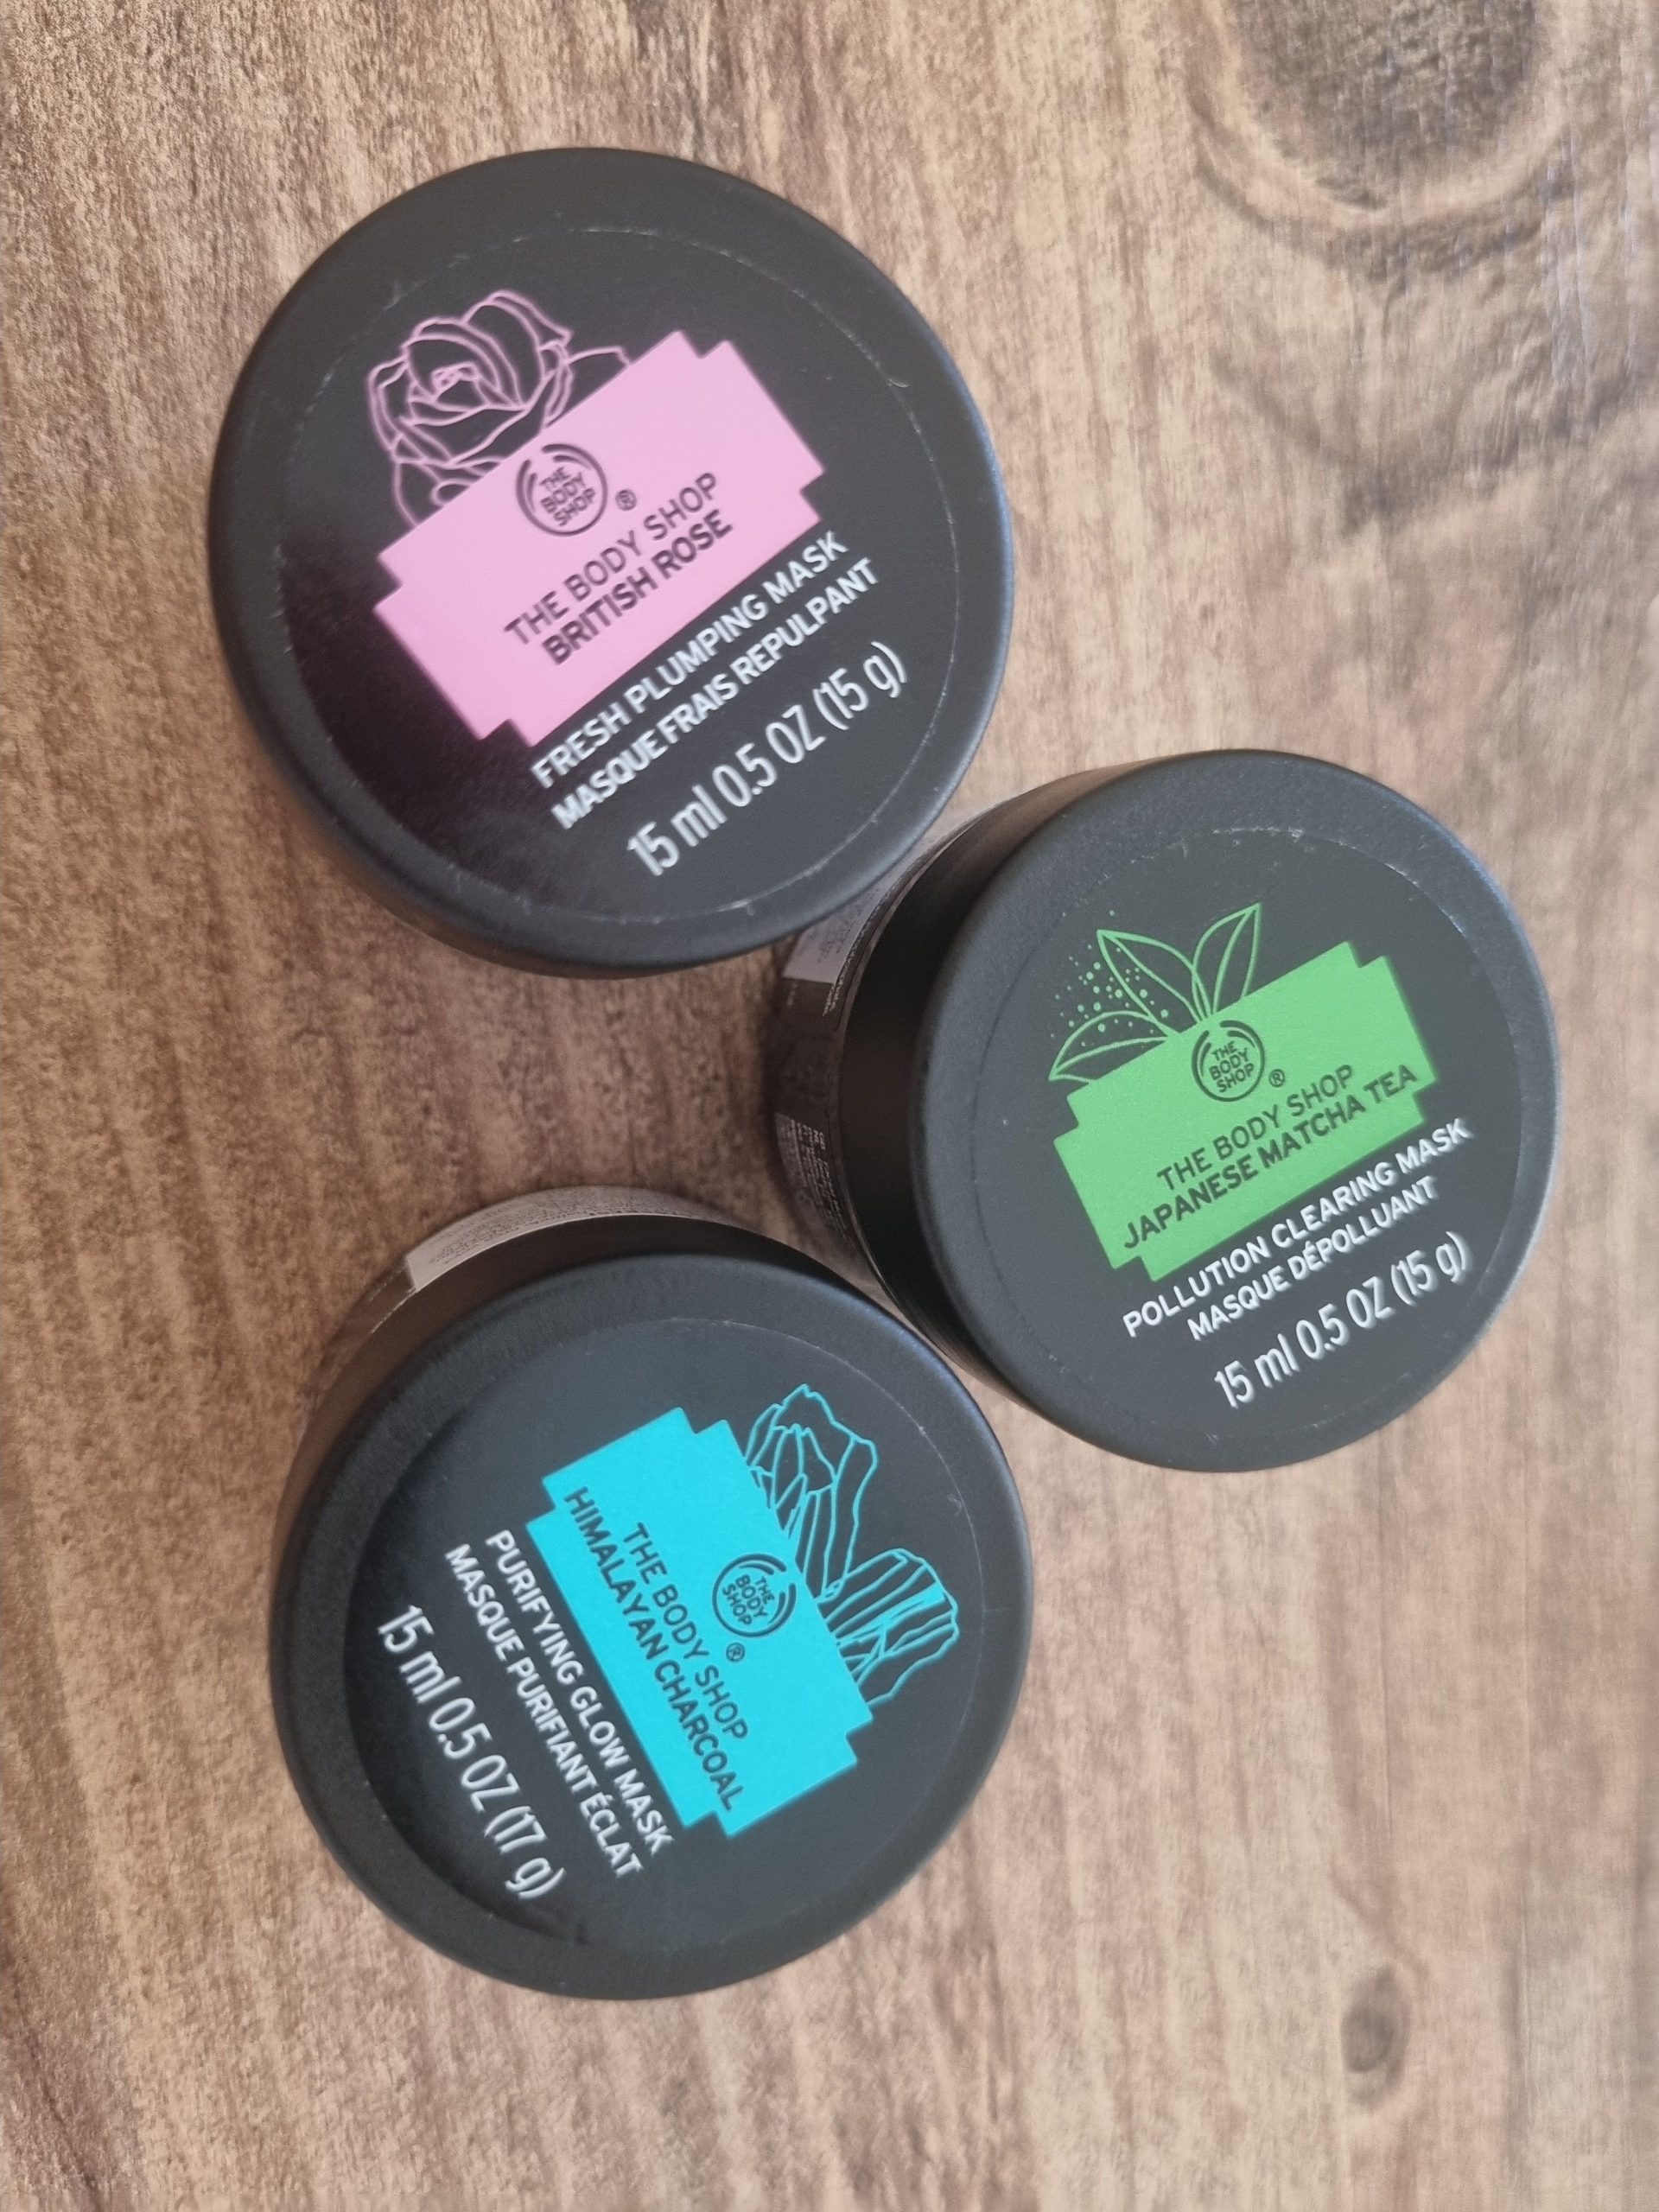 THE
BODY
SHOP
®
THE BODY SHOP
BRITISH ROSE
FRESH PLUMPING MASK
MASQUE FRAIS REPULPANT
15 ml 0.5 OZ (15 g)
THE
BODY
SHOP
®
THE BODY SHOP
JAPANESE MATCHA TEA
POLLUTION CLEARING MASK
MASQUE DÉPOLLUANT
15 ml 0.5 OZ (15 g)
THE
BODY
SHOP
®
THE BODY SHOP
HIMALAYAN CHARCOAL
PURIFYING GLOW MASK
MASQUE PURIFIANT ÉCLAT
15 ml 0.5 OZ (17 g)